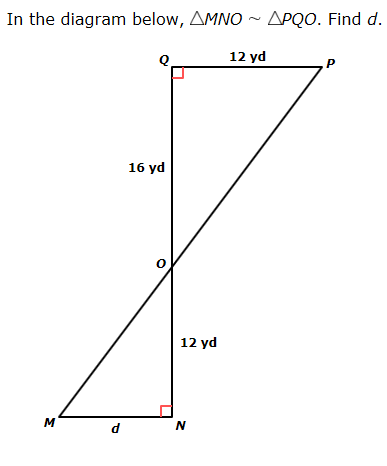 In the diagram below, △MNO ~ △PQO. Find d.
Q
12 yd
P
16 yd
O
12 yd
M
d
N